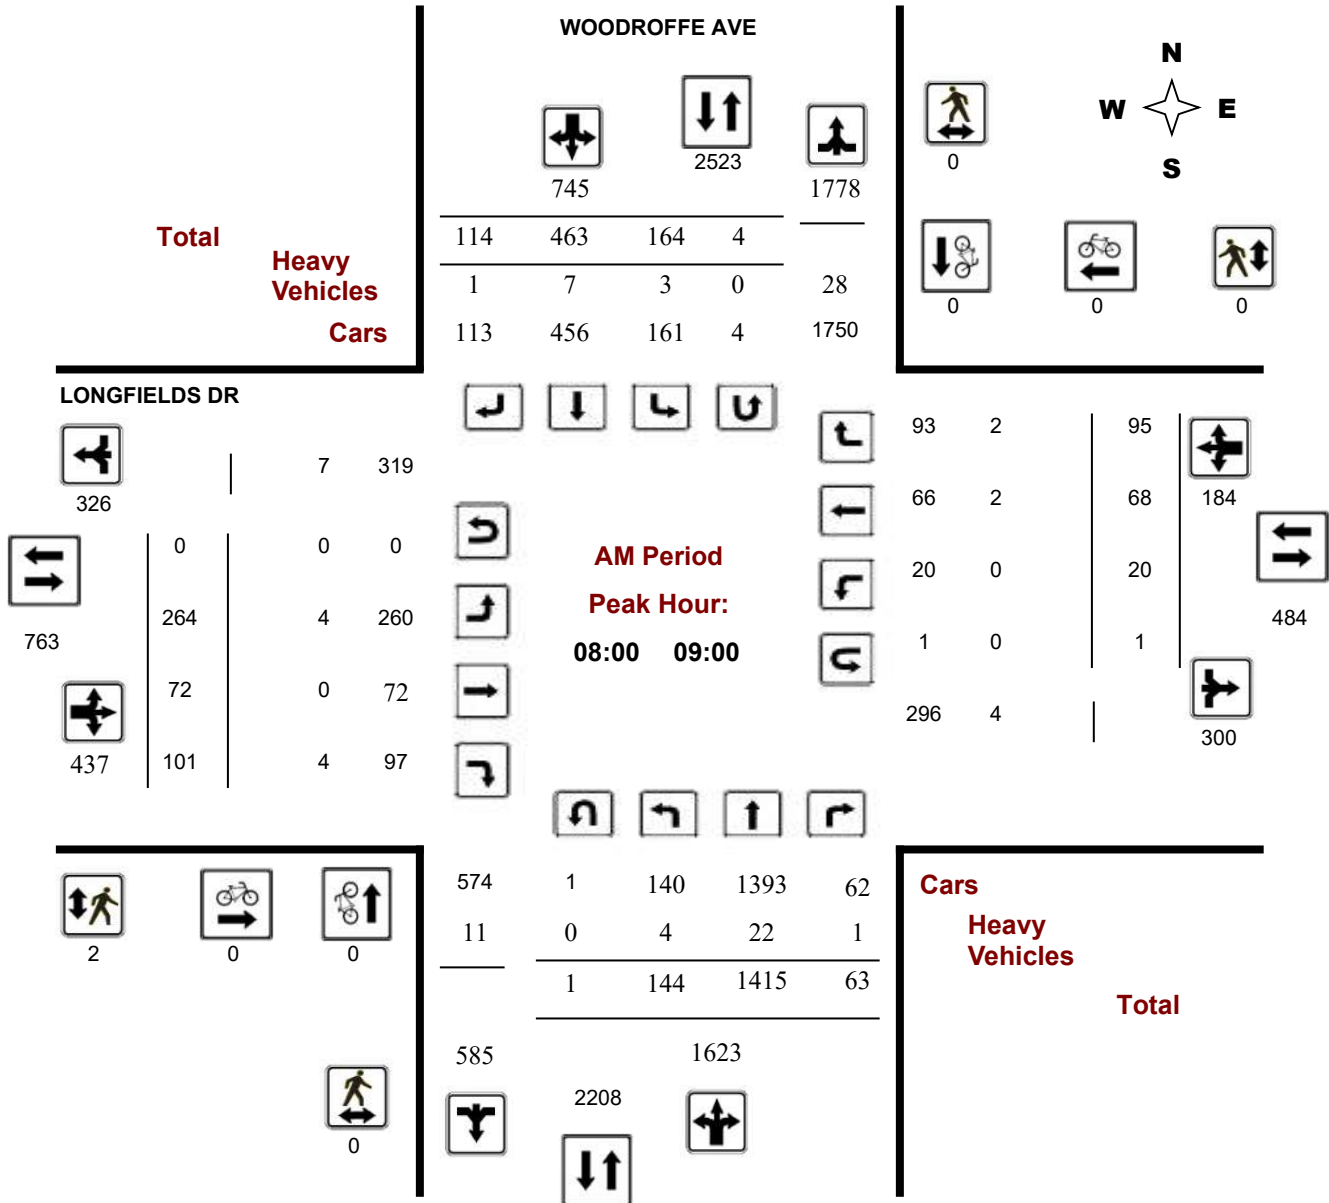 WOODROFFE AVE
N
W E
S
2523
0
745
1778
Total
114 463 164 4
Heavy
Vehicles
1 7 3 0 28
0 0 0
Cars
113 456 161 4 1750
LONGFIELDS DR
93 2 95
7 319
326
66 2 68 184
0 0 0
AM Period
20 0 20
264 4 260
Peak Hour:
484
763
08:00 09:00
1 0 1
72 0 72
296 4
300
437 101 4 97
574 1 140 1393 62
Cars
11 0 4 22 1
Heavy
Vehicles
2 0 0
1 144 1415 63
Total
585 1623
2208
0